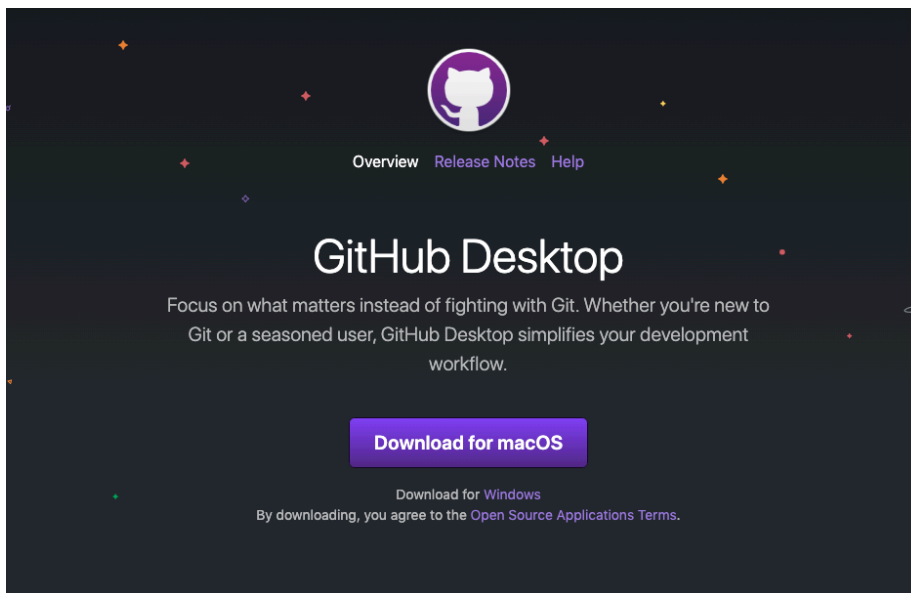 Overview Release Notes Help
GitHub Desktop
Focus on what matters instead of fighting with Git. Whether you're new to
Git or a seasoned user, GitHub Desktop simplifies your development
workflow.
Download for macOS
Download for Windows
By downloading, you agree to the Open Source Applications Terms.